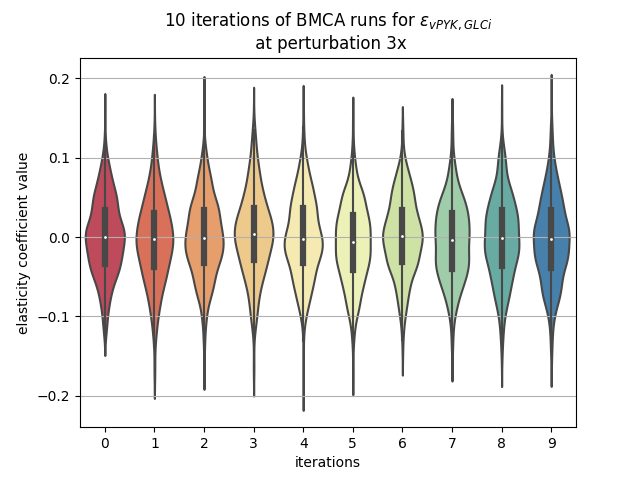 10 iterations of BMCA runs for ε_{vPYK, GLCi}
at perturbation 3x
elasticity coefficient value
0.2
0.1
0.0
−0.1
−0.2
0 1 2 3 4 5 6 7 8 9
iterations